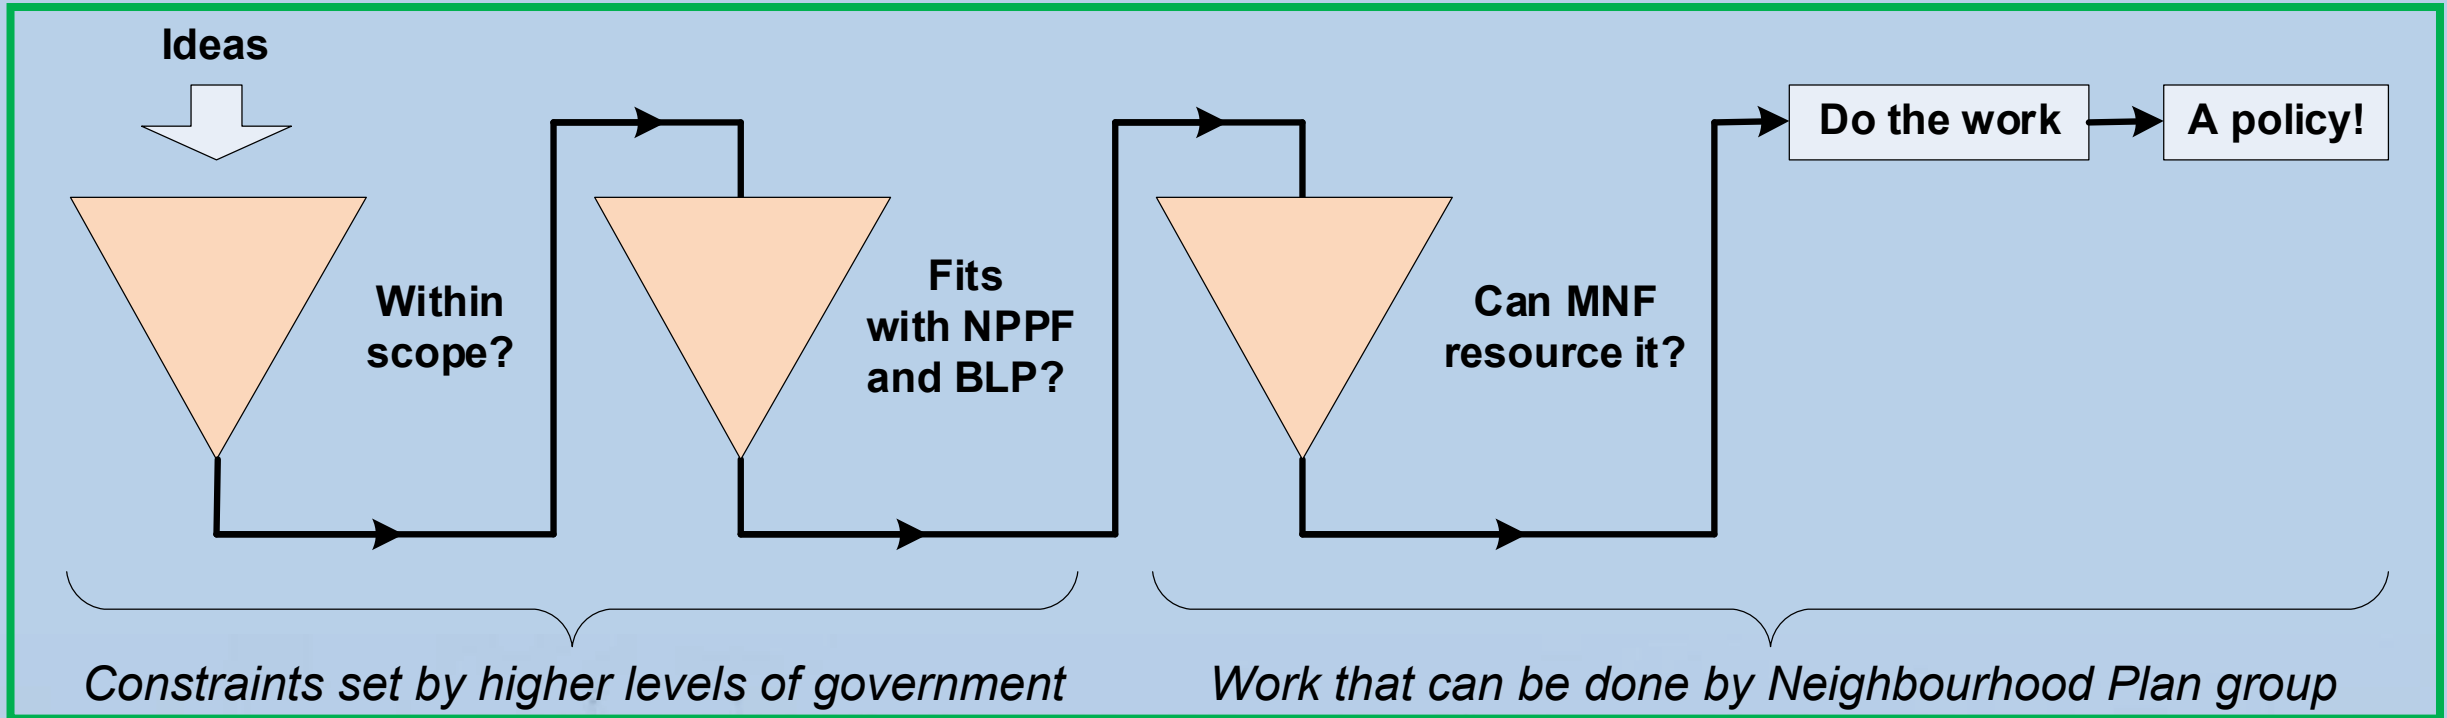 Ideas
Within
scope?
Fits
with NPPF
and BLP?
Can MNF
resource it?
Do the work
A policy!
Constraints set by higher levels of government
Work that can be done by Neighbourhood Plan group